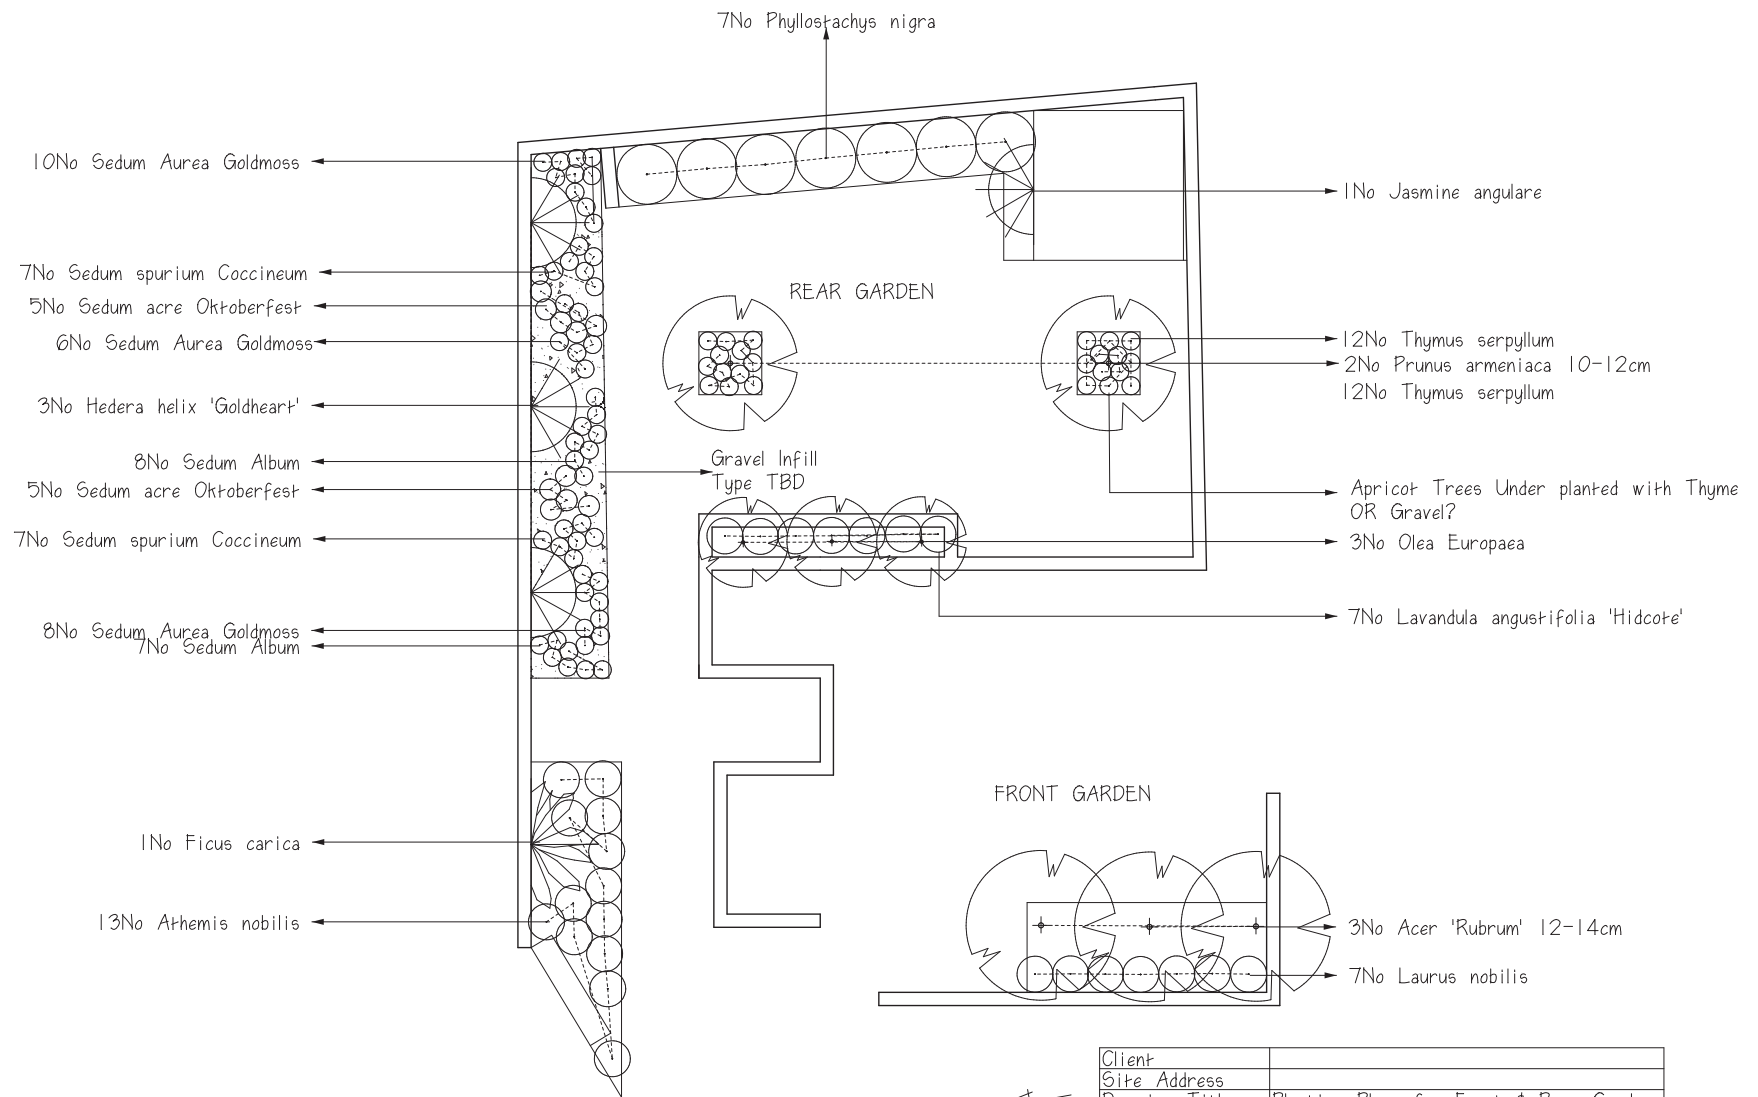 7No Phyllostachys nigra
10No Sedum Aurea Goldmoss
1No Jasmine angulare
7No Sedum spurium Coccineum
REAR GARDEN
5No Sedum acre Oktoberfest
6No Sedum Aurea Goldmoss
12No Thymus serpyllum
2No Prunus armeniaca 10-12cm
12No Thymus serpyllum
3No Hedera helix 'Goldheart'
8No Sedum Album
Gravel Infill
Type TBD
5No Sedum acre Oktoberfest
Apricot Trees Under planted with Thyme
OR Gravel?
7No Sedum spurium Coccineum
3No Olea Europaea
7No Lavandula angustifolia 'Hidcote'
8No Sedum Aurea Goldmoss
7No Sedum Album
FRONT GARDEN
1No Ficus carica
13No Athemis nobilis
3No Acer 'Rubrum' 12-14cm
7No Laurus nobilis
Client
Site Address